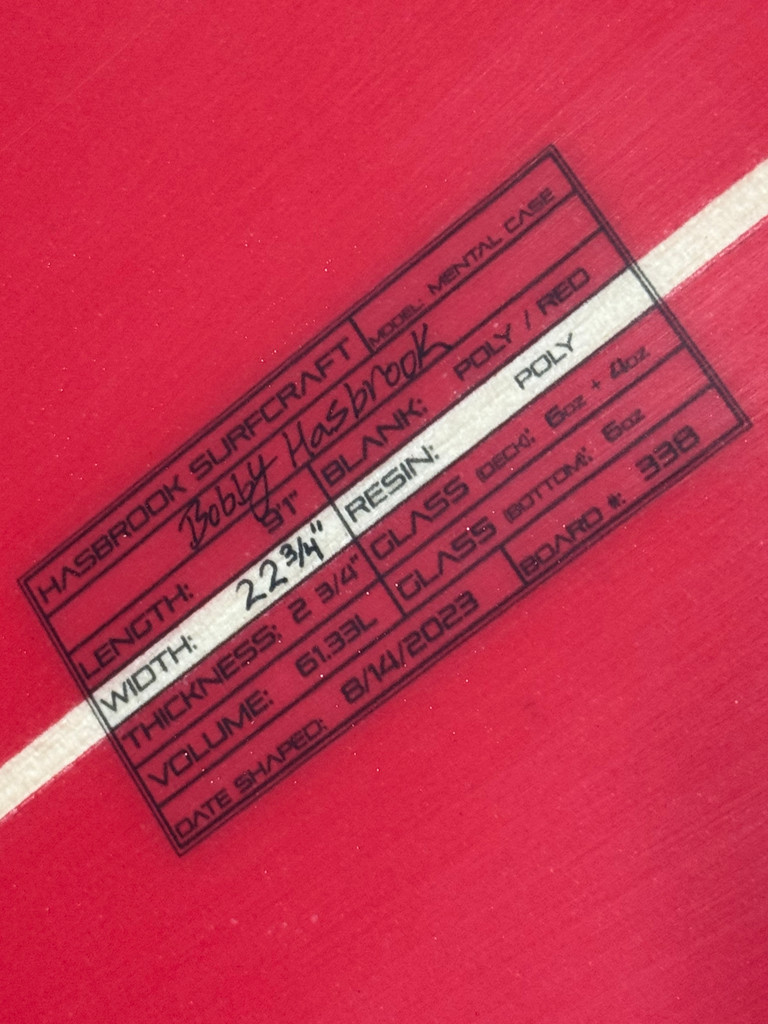 HASBROOK SURFCRAFT MODEL: MENTAL CASE
Bobby Hasbrook
LENGTH: 9'1" BLANK: POLY / RED
WIDTH: 22 3/4" RESIN: POLY
THICKNESS: 2 3/4" GLASS (DECK): 6oz + 4oz
VOLUME: 61.33L GLASS (BOTTOM): 6oz
DATE SHAPED: 8/14/2023 BOARD #: 338